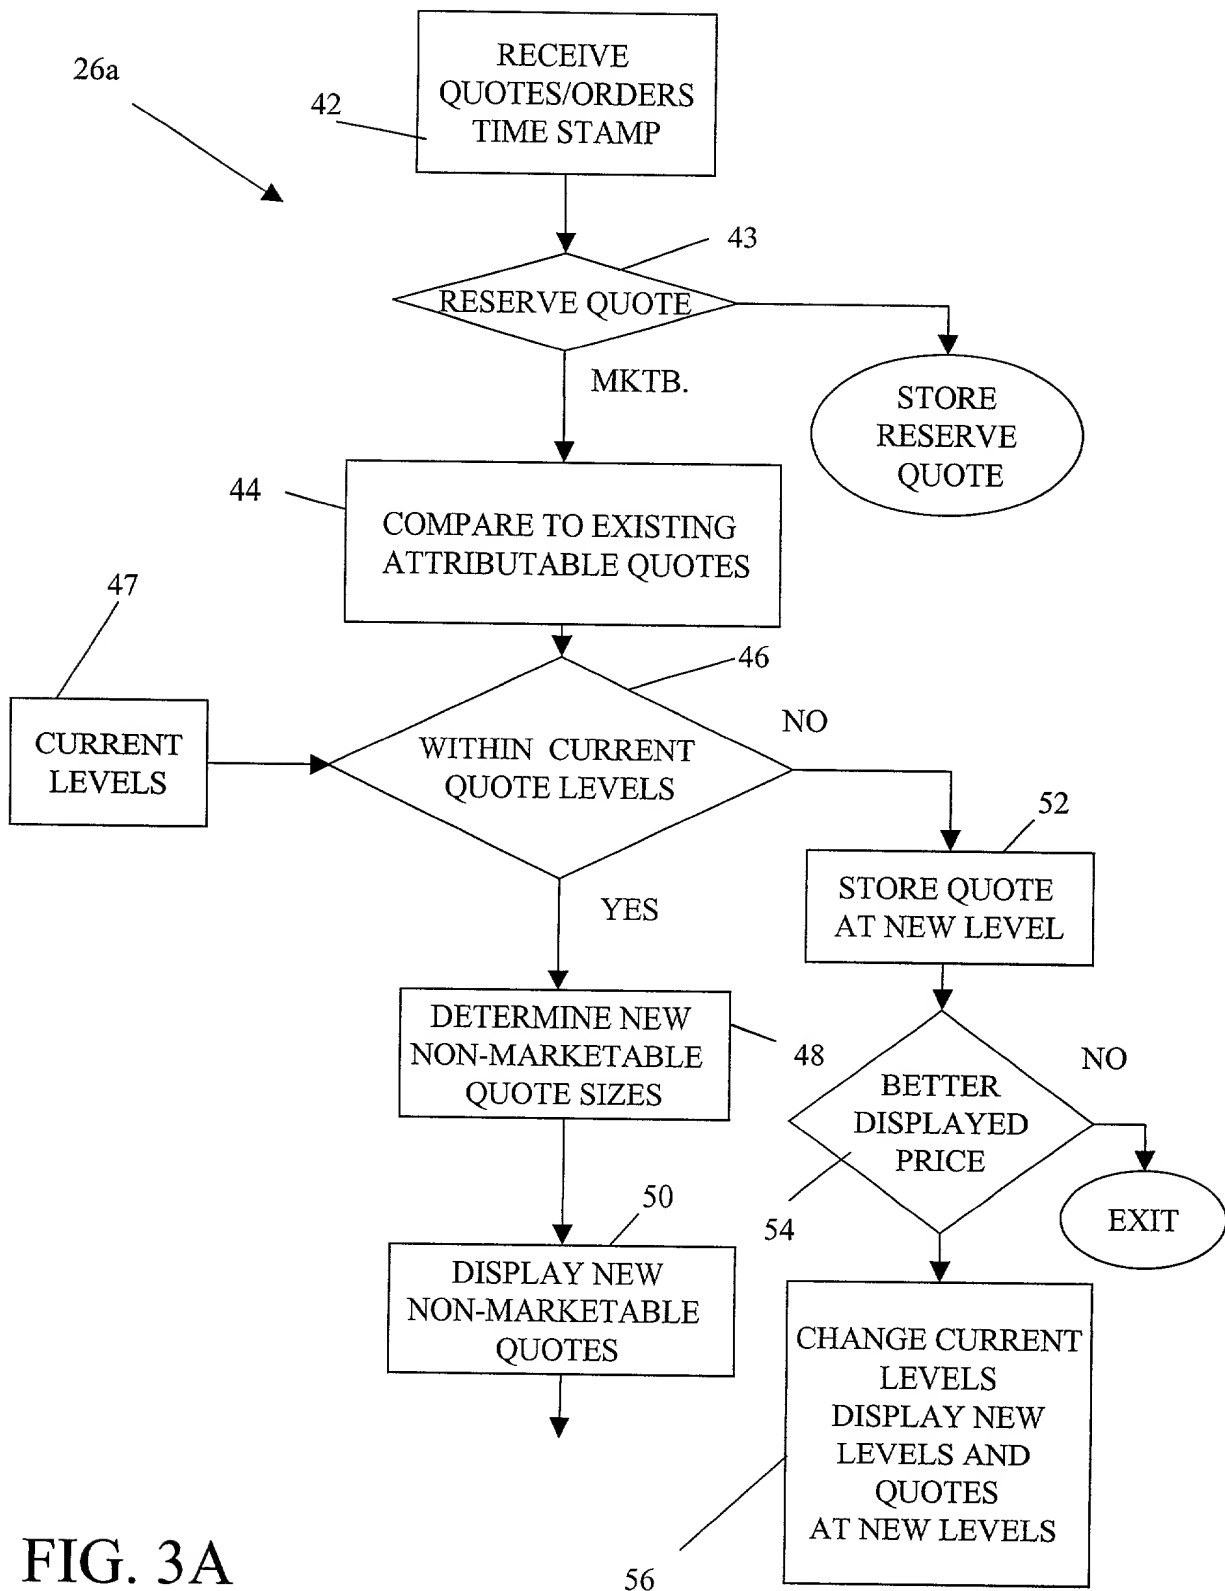 26a
RECEIVE
QUOTES/ORDERS
TIME STAMP
42
43
RESERVE QUOTE
MKTB.
STORE
RESERVE
QUOTE
44
COMPARE TO EXISTING
ATTRIBUTABLE QUOTES
47
46
CURRENT
LEVELS
WITHIN CURRENT
QUOTE LEVELS
NO
52
STORE QUOTE
AT NEW LEVEL
YES
DETERMINE NEW
NON-MARKETABLE
QUOTE SIZES
48
BETTER
DISPLAYED
PRICE
NO
54
EXIT
50
DISPLAY NEW
NON-MARKETABLE
QUOTES
CHANGE CURRENT
LEVELS
DISPLAY NEW
LEVELS AND
QUOTES
AT NEW LEVELS
56
FIG. 3A